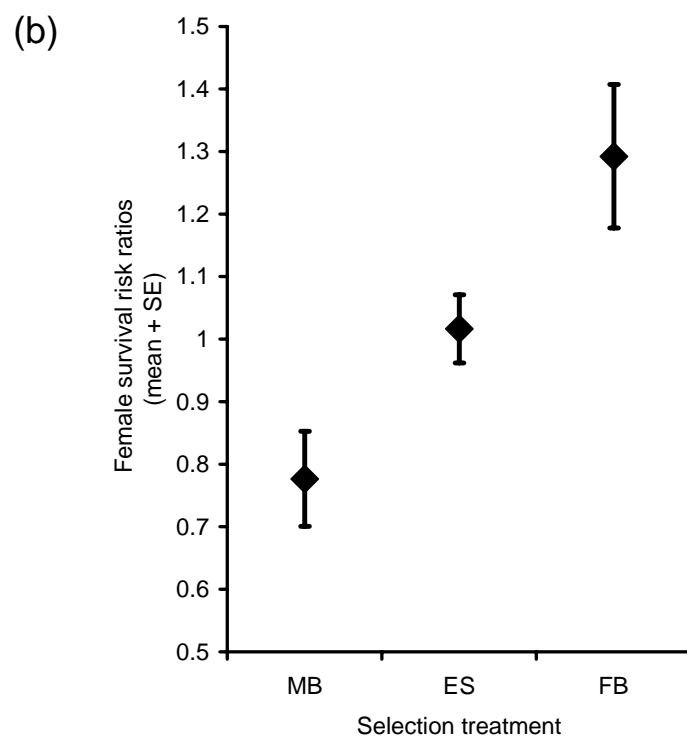 (b)
Female survival risk ratios
(mean + SE)
1.5
1.4
1.3
1.2
1.1
1
0.9
0.8
0.7
0.6
0.5
MB ES FB
Selection treatment